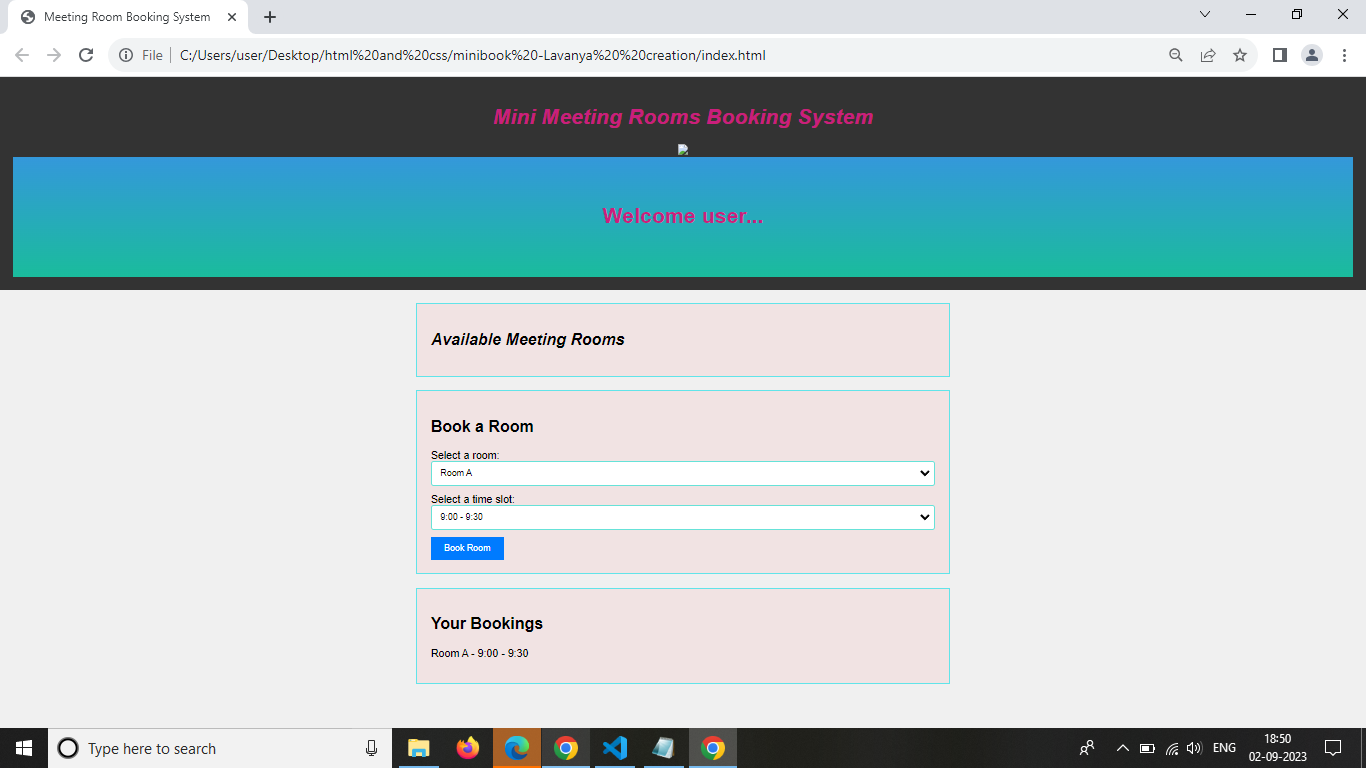 Meeting Room Booking System
File
C:/Users/user/Desktop/html%20and%20css/minibook%20-Lavanya%20%20creation/index.html
Mini Meeting Rooms Booking System
Welcome user...
Available Meeting Rooms
Book a Room
Select a room:
Room A
Select a time slot:
9:00 - 9:30
Book Room
Your Bookings
Room A - 9:00 - 9:30
Type here to search
ENG
18:50
02-09-2023